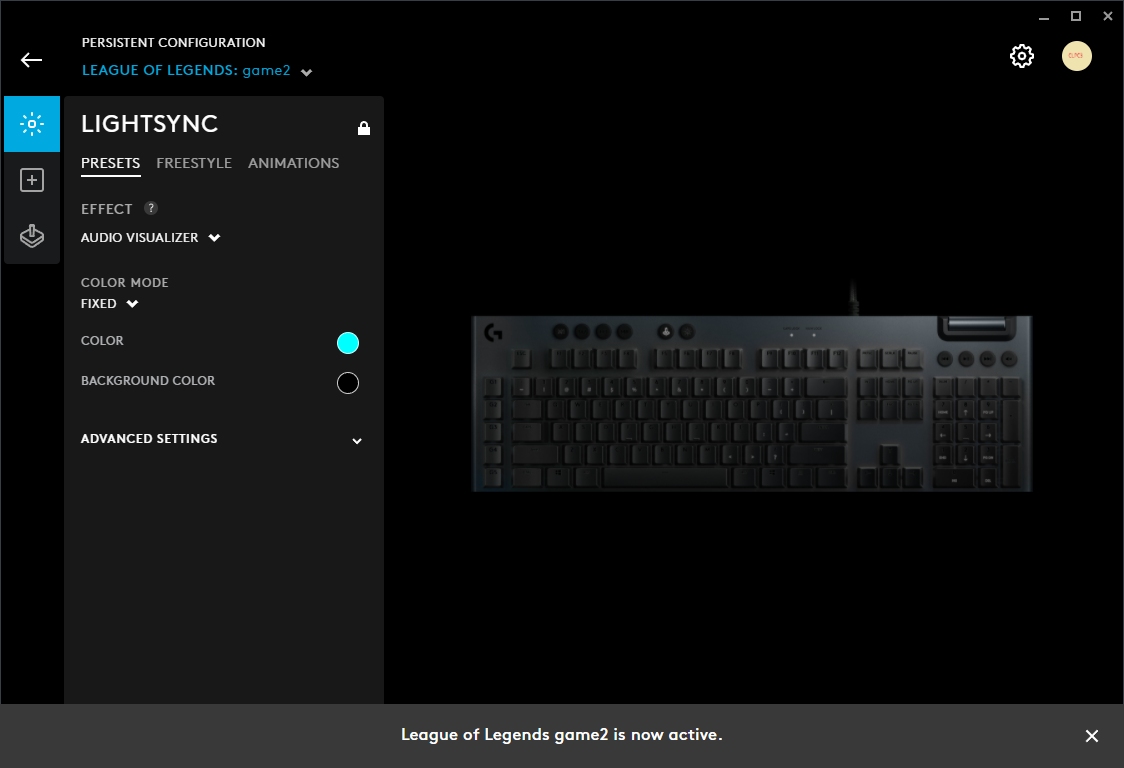 PERSISTENT CONFIGURATION
LEAGUE OF LEGENDS: game2
LIGHTSYNC
PRESETS FREESTYLE ANIMATIONS
EFFECT ?
AUDIO VISUALIZER
COLOR MODE
FIXED
COLOR
BACKGROUND COLOR
ADVANCED SETTINGS
League of Legends game2 is now active.